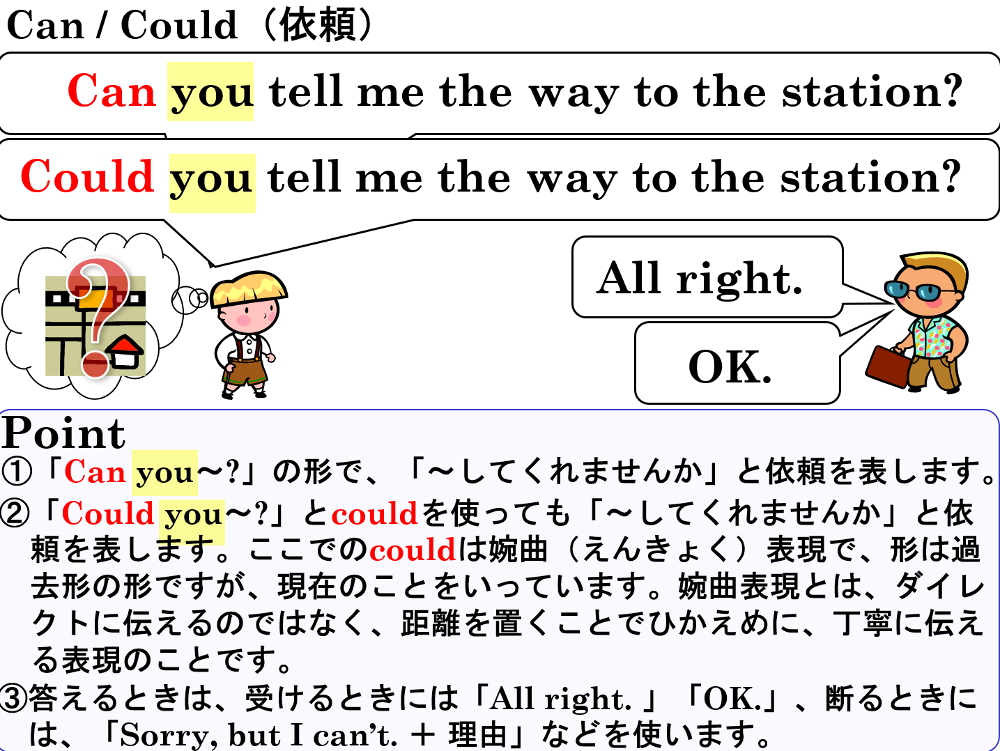 Can / Could（依頼）
Can you tell me the way to the station?
Could you tell me the way to the station?
?
All right.
OK.
Point
①「Can you～?」の形で、「～してくれませんか」と依頼を表します。
②「Could you～?」とcouldを使っても「～してくれませんか」と依
頼を表します。ここでのcouldは婉曲（えんきょく）表現で、形は過
去形の形ですが、現在のことをいっています。婉曲表現とは、ダイレ
クトに伝えるのではなく、距離を置くことでひかえめに、丁寧に伝え
る表現のことです。
③答えるときは、受けるときには「All right. 」「OK.」、断るときに
は、「Sorry, but I can’t. ＋ 理由」などを使います。